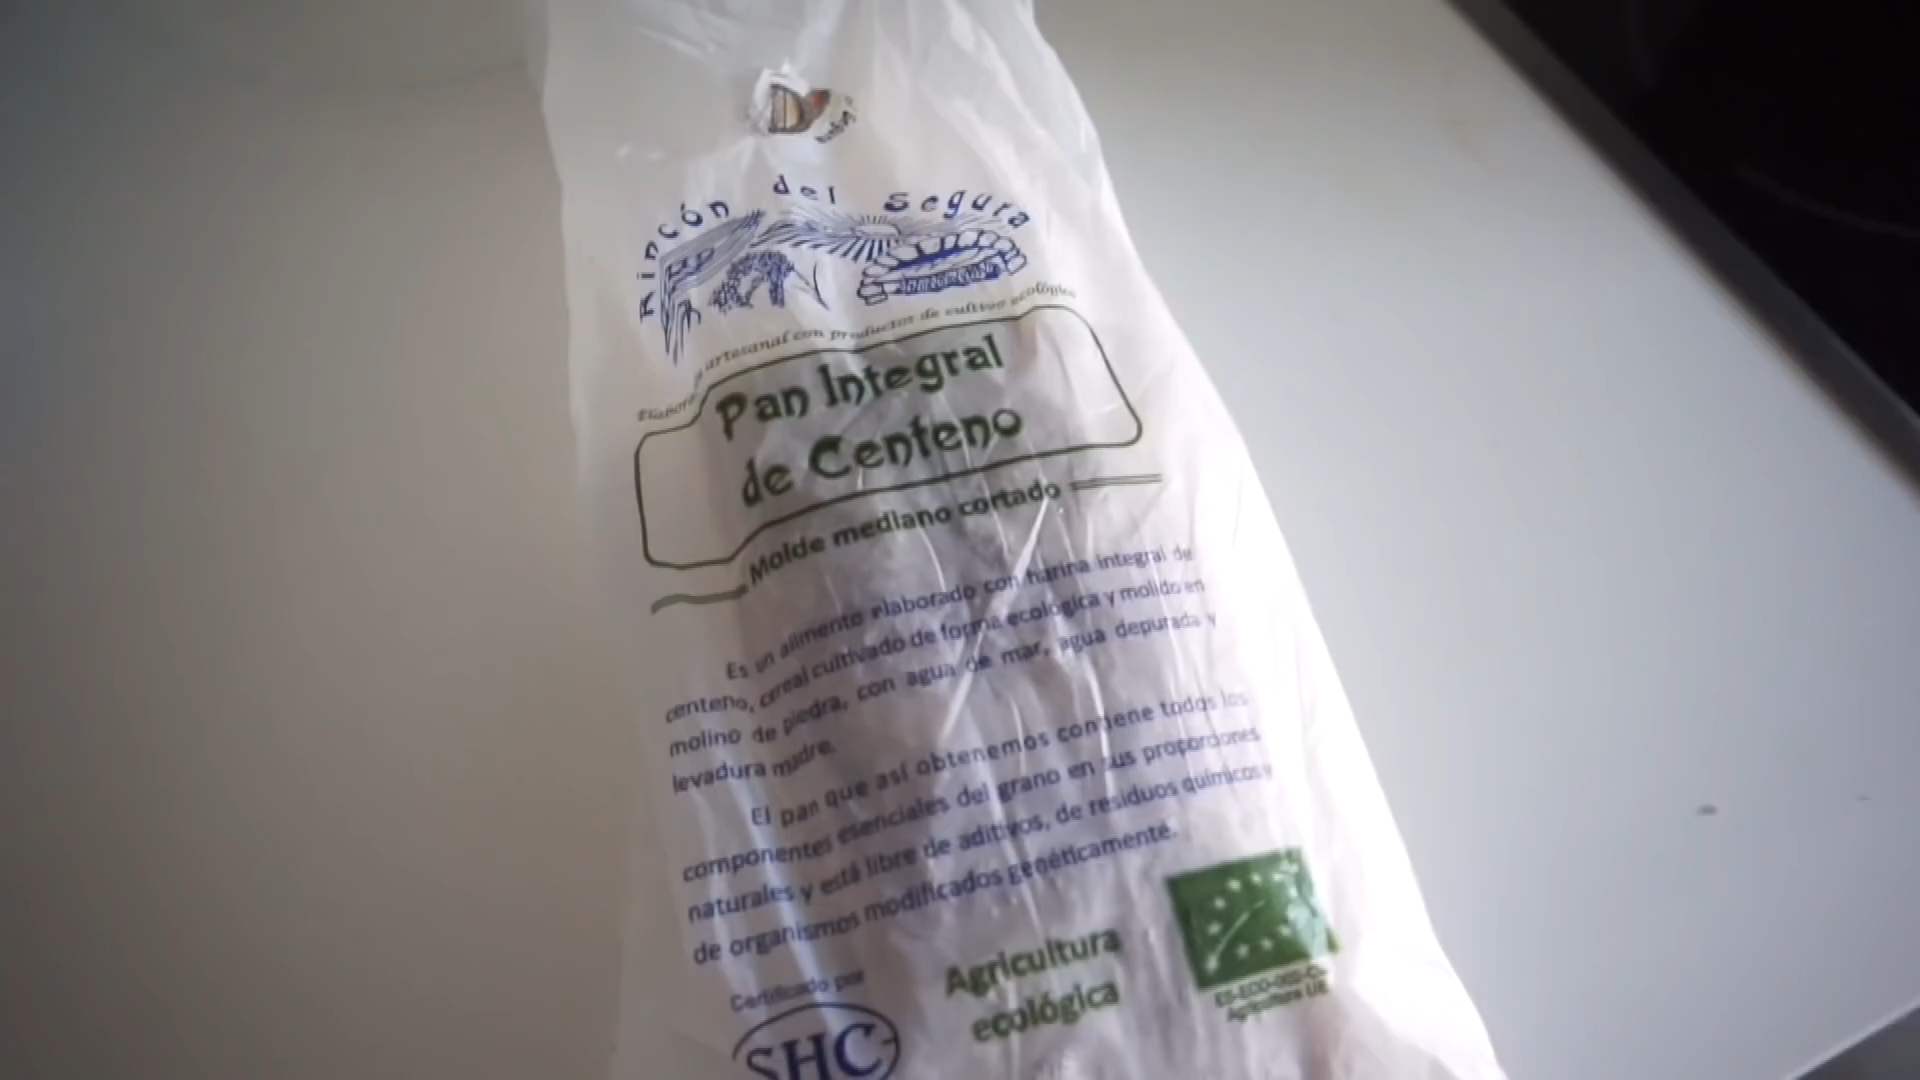 Rincón del Segura
artesanal con productos de cultivo ecológico
Pan Integral
de Centeno
Molde mediano cortado
Es un alimento elaborado con harina integral de
centeno, cereal cultivado de forma ecológica y molido en
molino de piedra, con agua de mar, agua depurada y
levadura madre.
El pan que así obtenemos contiene todos los
componentes esenciales del grano en sus proporciones
naturales y está libre de aditivos, de residuos químicos y
de organismos modificados genéticamente.
Certificado por
SHC
Agricultura
ecológica
Agricultura UE